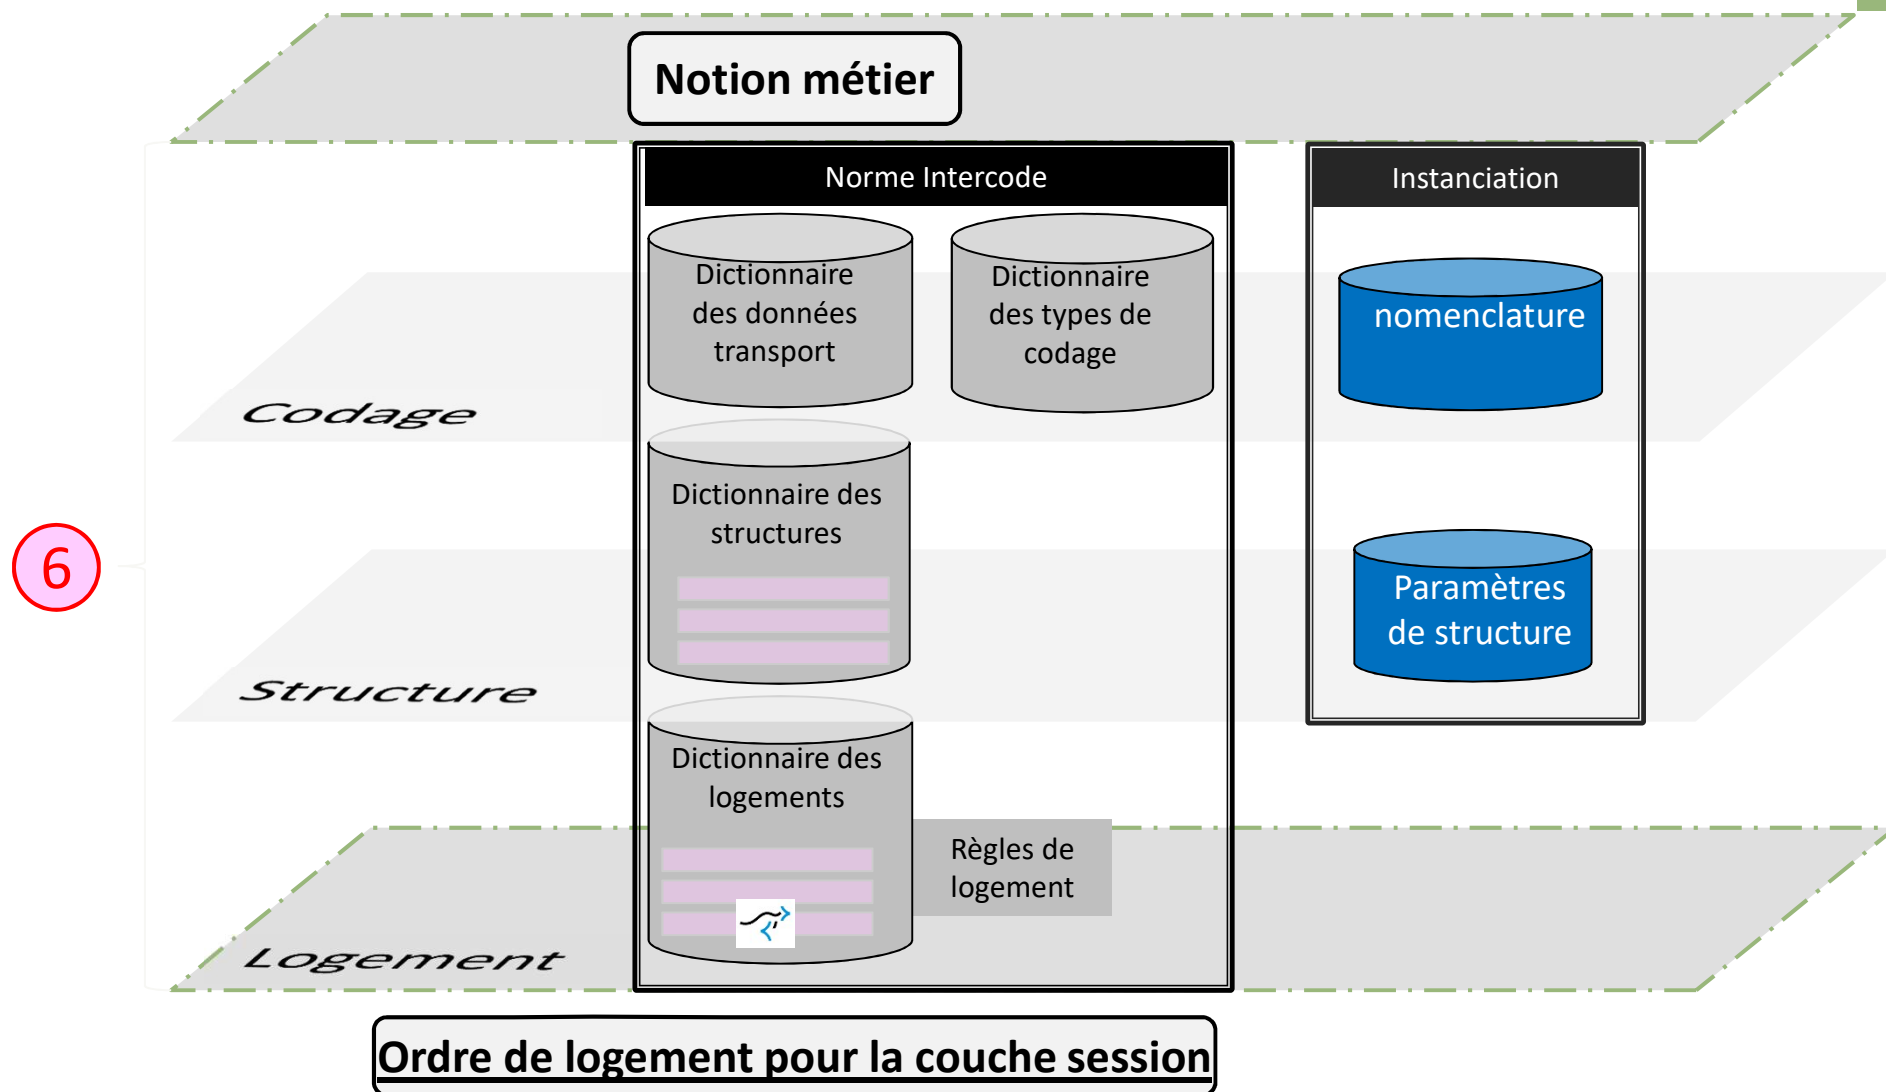 Notion métier
Norme Intercode
Instanciation
Dictionnaire
des données
transport
Dictionnaire
des types de
codage
nomenclature
Codage
Dictionnaire des
structures
6
Paramètres
de structure
Structure
Dictionnaire des
logements
Règles de
logement
Logement
Ordre de logement pour la couche session